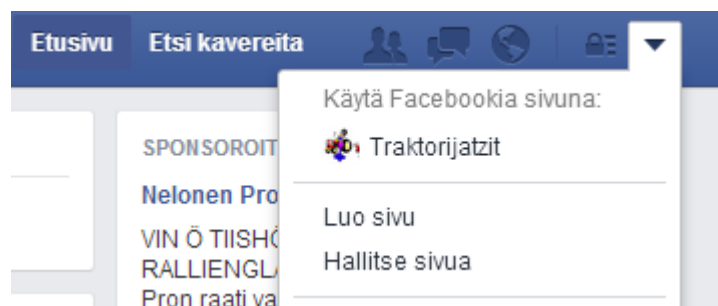 Etusivu Etsi kavereita
Käytä Facebookia sivuna:
Traktorijatzit
Luo sivu
Hallitse sivua
SPONSOROIT
Nelonen Pro
VIN Ö TIISHÖ
RALLIENGLA
Pron raati va